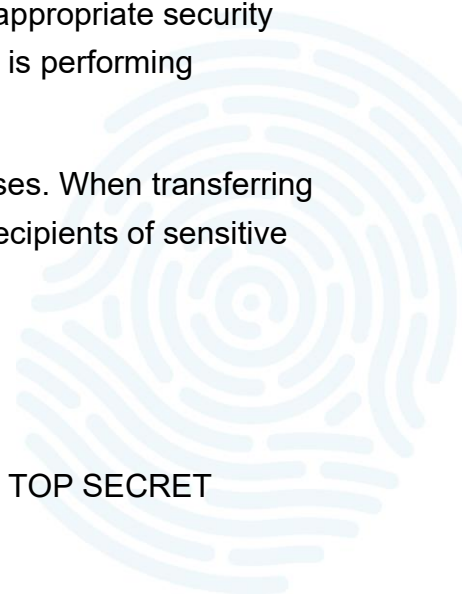 appropriate security
is performing
ses. When transferring
ecipients of sensitive
TOP SECRET